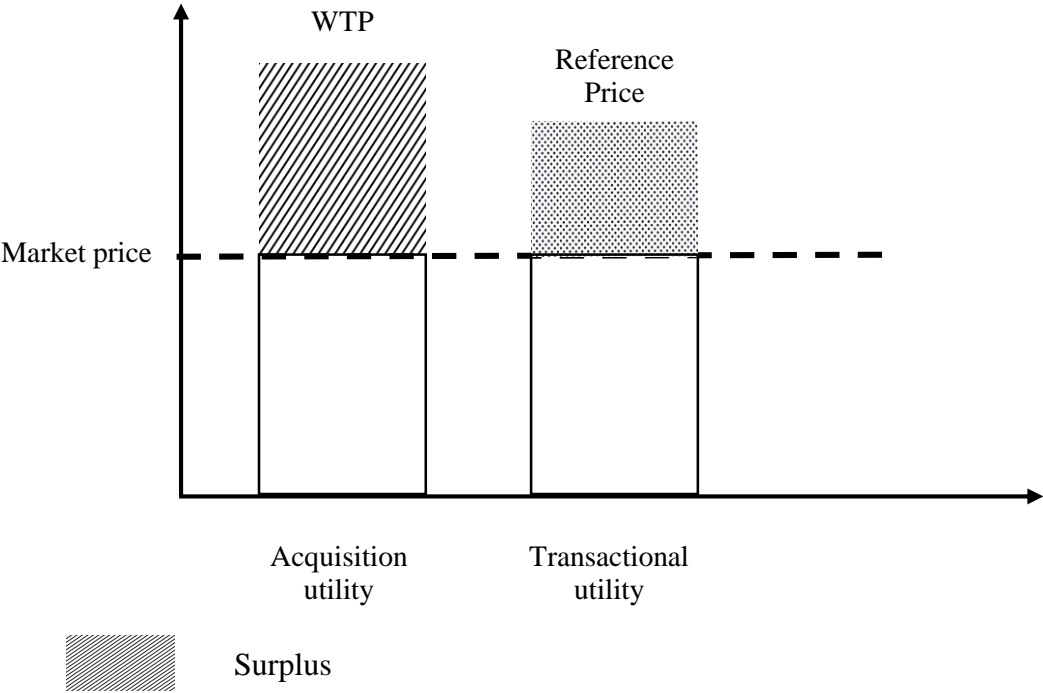 WTP
Reference
Price
Market price
Acquisition
utility
Transactional
utility
Surplus